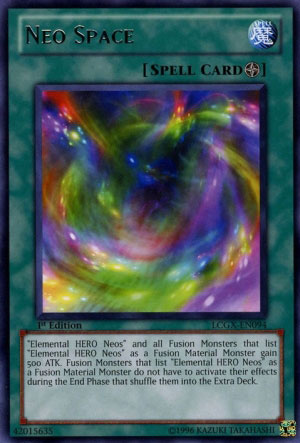 NEO SPACE
SPELL
魔
[SPELL CARD]
1st Edition
LCGX-EN094
"Elemental HERO Neos" and all Fusion Monsters that list
"Elemental HERO Neos" as a Fusion Material Monster gain
500 ATK. Fusion Monsters that list "Elemental HERO Neos" as
a Fusion Material Monster do not have to activate their effects
during the End Phase that shuffle them into the Extra Deck.
42015635
©1996 KAZUKI TAKAHASHI